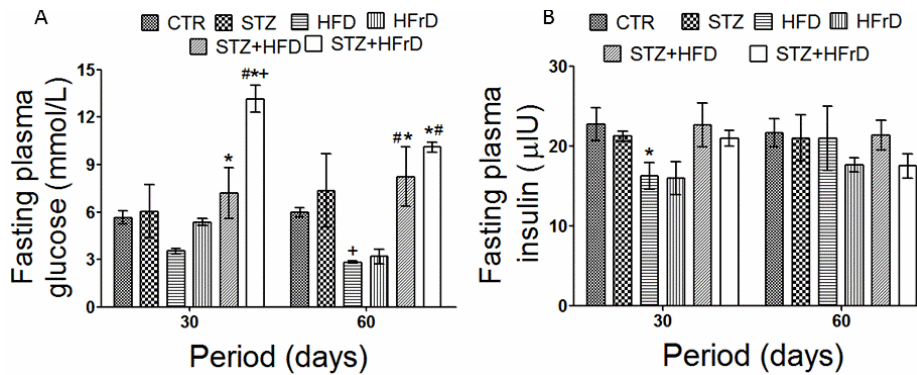 A
CTR STZ HFD HFrD
STZ+HFD STZ+HFrD
Fasting plasma
glucose (mmol/L)
15
12
9
6
3
0
*
#*+
+
#*
*#
30 60
Period (days)
B
CTR STZ HFD HFrD
STZ+HFD STZ+HFrD
Fasting plasma
insulin (µIU)
30
20
10
0
*
30 60
Period (days)